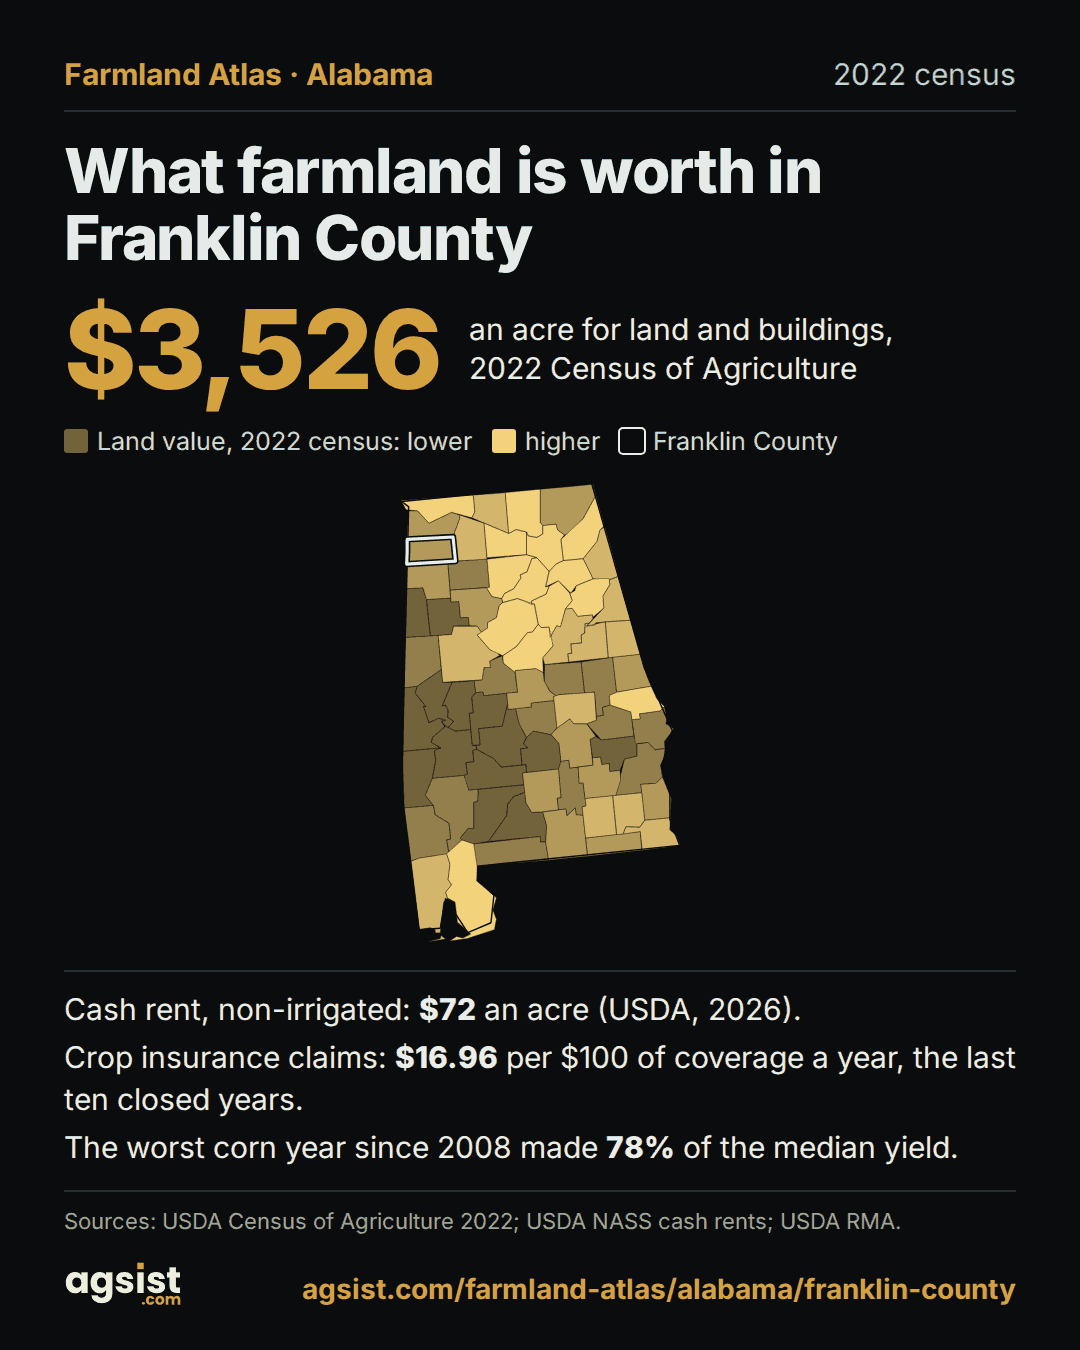 Farmland Atlas · Alabama
2022 census
What farmland is worth in
Franklin County
$3,526
an acre for land and buildings,
2022 Census of Agriculture
Land value, 2022 census: lower higher Franklin County
Cash rent, non-irrigated: $72 an acre (USDA, 2026).
Crop insurance claims: $16.96 per $100 of coverage a year, the last
ten closed years.
The worst corn year since 2008 made 78% of the median yield.
Sources: USDA Census of Agriculture 2022; USDA NASS cash rents; USDA RMA.
agsist
.com
agsist.com/farmland-atlas/alabama/franklin-county